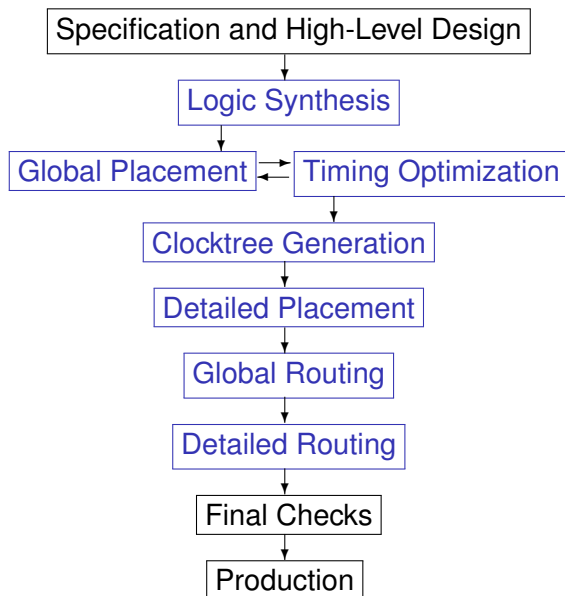 Specification and High-Level Design
Logic Synthesis
Global Placement
Timing Optimization
Clocktree Generation
Detailed Placement
Global Routing
Detailed Routing
Final Checks
Production